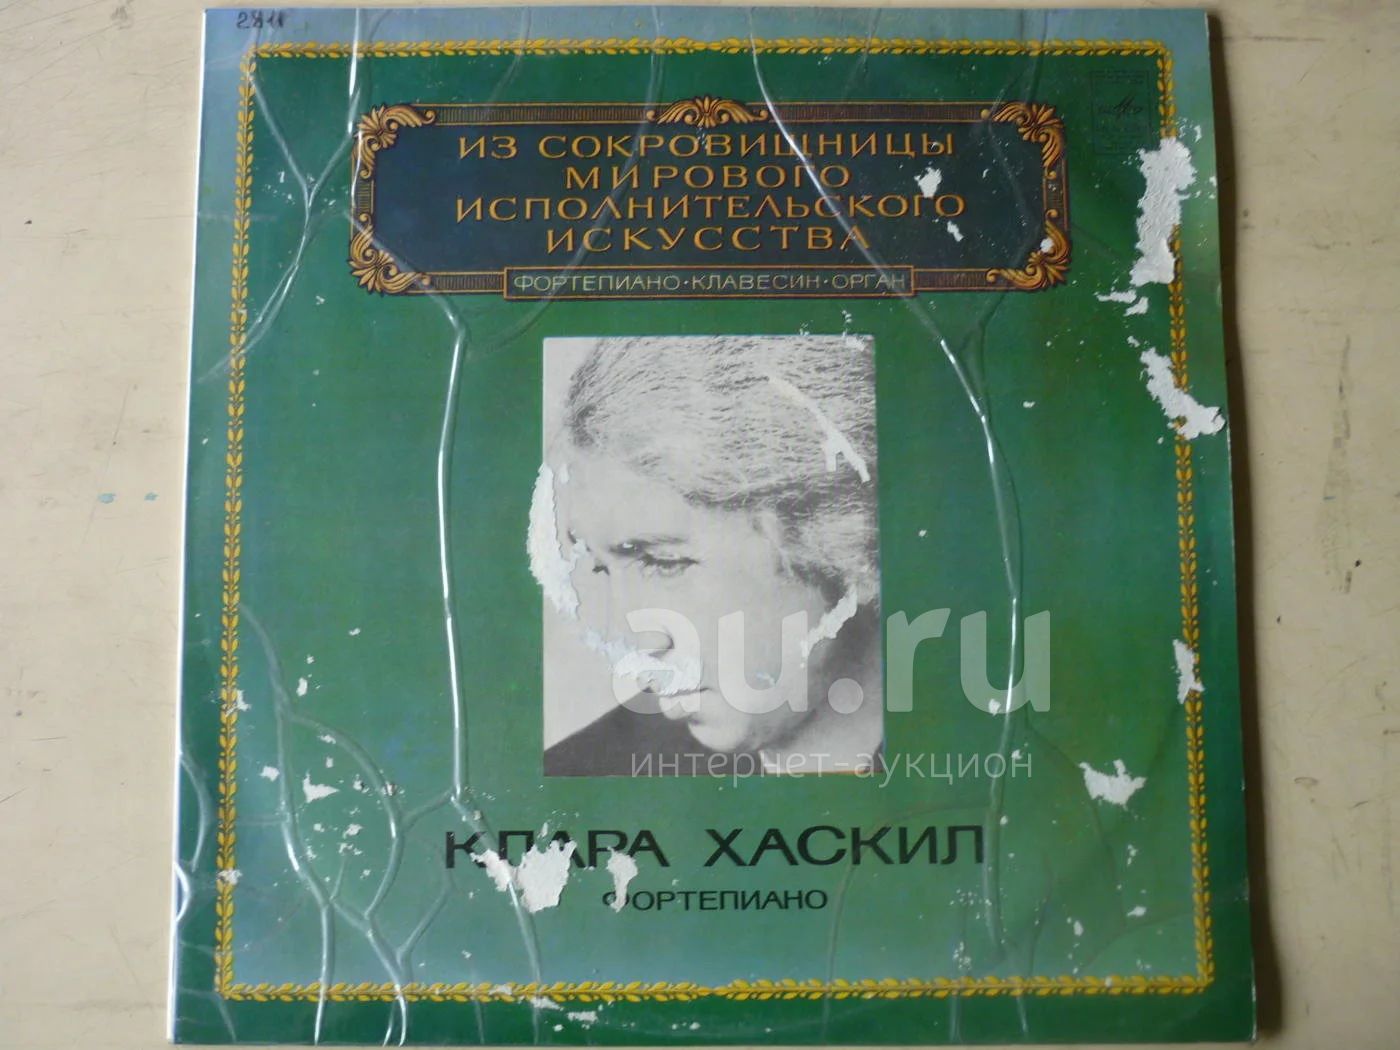 ИЗ СОКРОВИЩНИЦЫ
МИРОВОГО
ИСПОЛНИТЕЛЬСКОГО
ИСКУССТВА
ФОРТЕПИАНО·КЛАВЕСИН·ОРГАН
au.ru
интернет-аукцион
КЛАРА ХАСКИЛ
ФОРТЕПИАНО